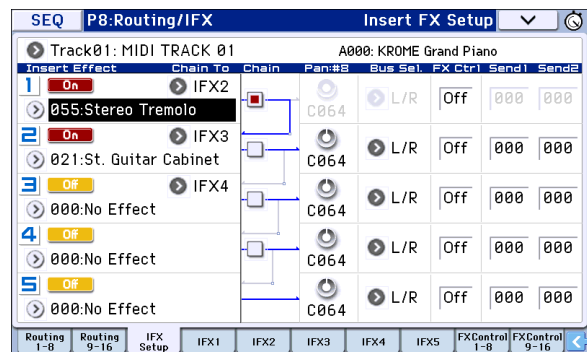 SEQ P8:Routing/IFX Insert FX Setup
Track01: MIDI TRACK 01 A000: KROME Grand Piano
Insert Effect Chain To Chain Pan:#8 Bus Sel. FX Ctrl Send1 Send2
1 On IFX2
055:Stereo Tremolo C064 L/R Off 000 000
2 On IFX3
021:St. Guitar Cabinet C064 L/R Off 000 000
3 Off IFX4
000:No Effect C064 L/R Off 000 000
4 Off
000:No Effect C064 L/R Off 000 000
5 Off
000:No Effect C064 L/R Off 000 000
Routing 1-8 Routing 9-16 IFX Setup IFX1 IFX2 IFX3 IFX4 IFX5 FXControl 1-8 FXControl 9-16